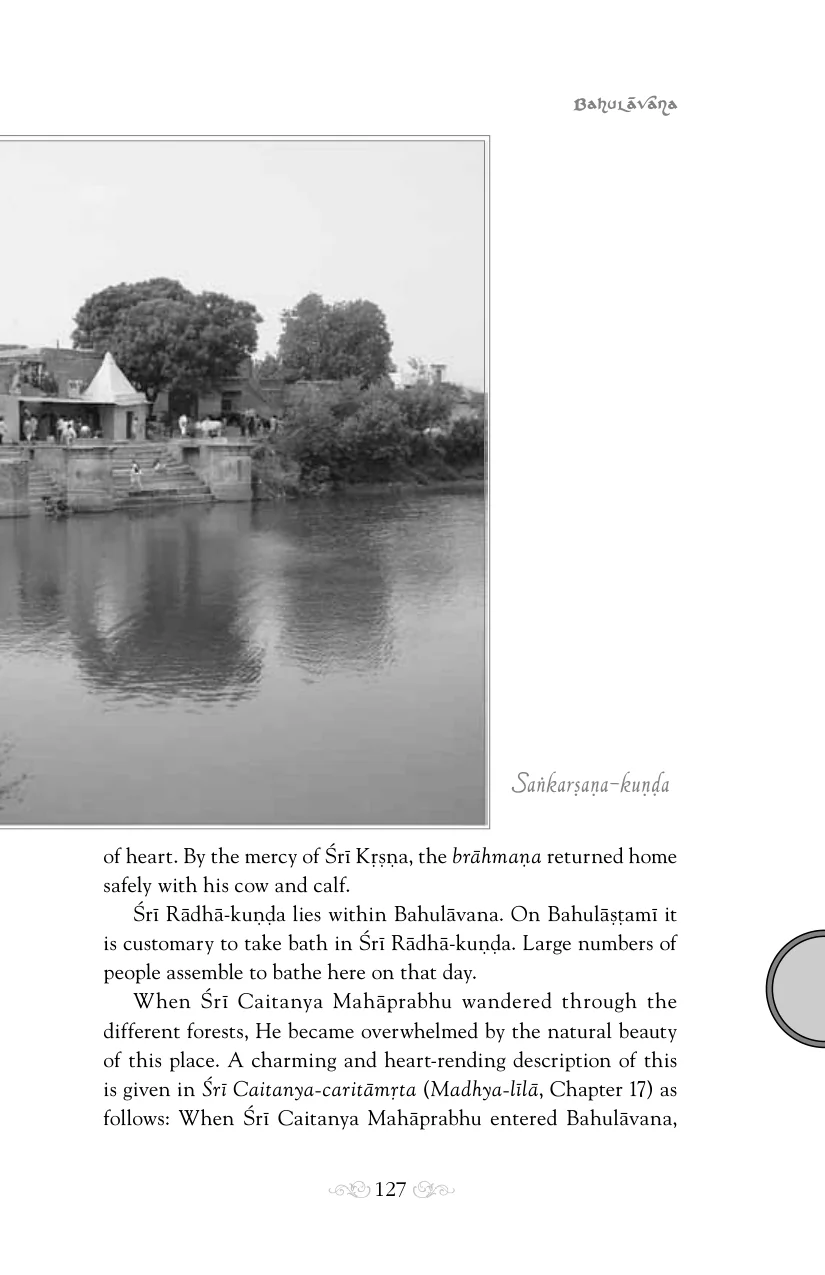 Bahulāvana
Saṅkarṣaṇa-kuṇḍa
of heart. By the mercy of Śrī Kṛṣṇa, the brāhmaṇa returned home
safely with his cow and calf.
Śrī Rādhā-kuṇḍa lies within Bahulāvana. On Bahulāṣṭamī it
is customary to take bath in Śrī Rādhā-kuṇḍa. Large numbers of
people assemble to bathe here on that day.
When Śrī Caitanya Mahāprabhu wandered through the
different forests, He became overwhelmed by the natural beauty
of this place. A charming and heart-rending description of this
is given in Śrī Caitanya-caritāmṛta (Madhya-līlā, Chapter 17) as
follows: When Śrī Caitanya Mahāprabhu entered Bahulāvana,
127